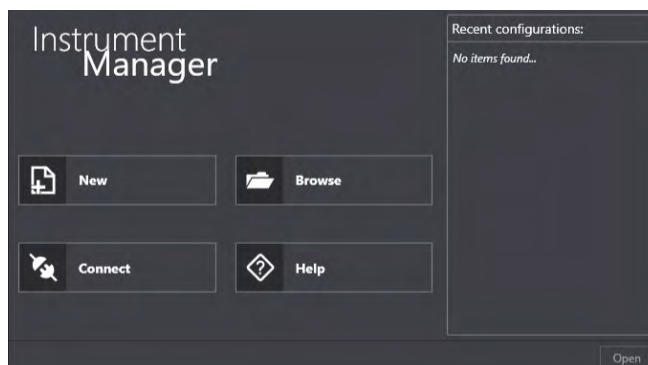 Instrument
Manager
Recent configurations:
No items found...
New
Browse
Connect
Help
Open